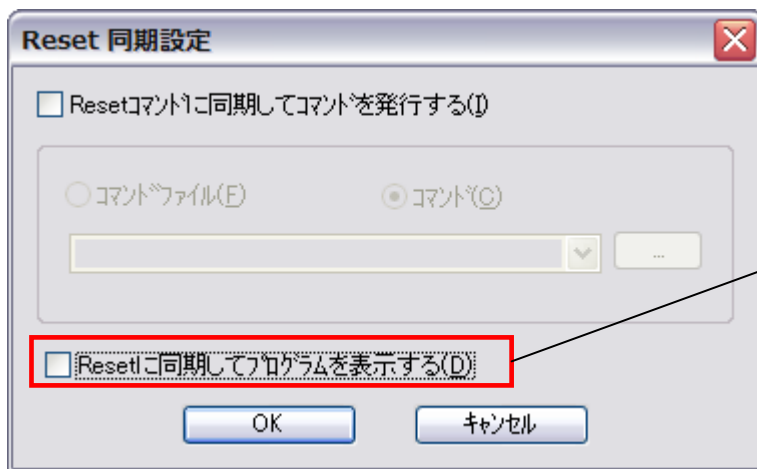 Reset 同期設定
Resetｺﾏﾝﾄﾞに同期してｺﾏﾝﾄﾞを発行する(I)
ｺﾏﾝﾄﾞﾌｧｲﾙ(F) ｺﾏﾝﾄﾞ(C)
...
Resetに同期してﾌﾟﾛｸﾞﾗﾑを表示する(D)
OK ｷｬﾝｾﾙ